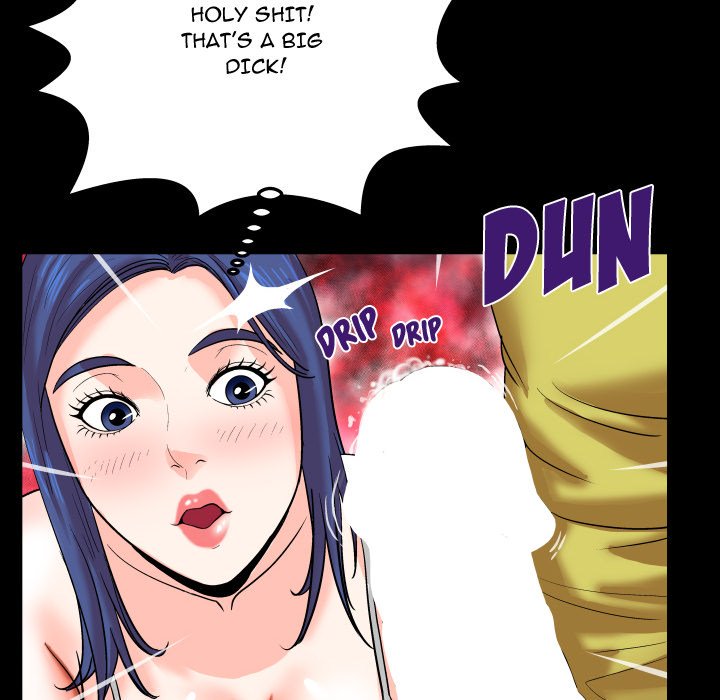 HOLY SHIT!
THAT'S A BIG
DICK!
DUN
DRIP
DRIP